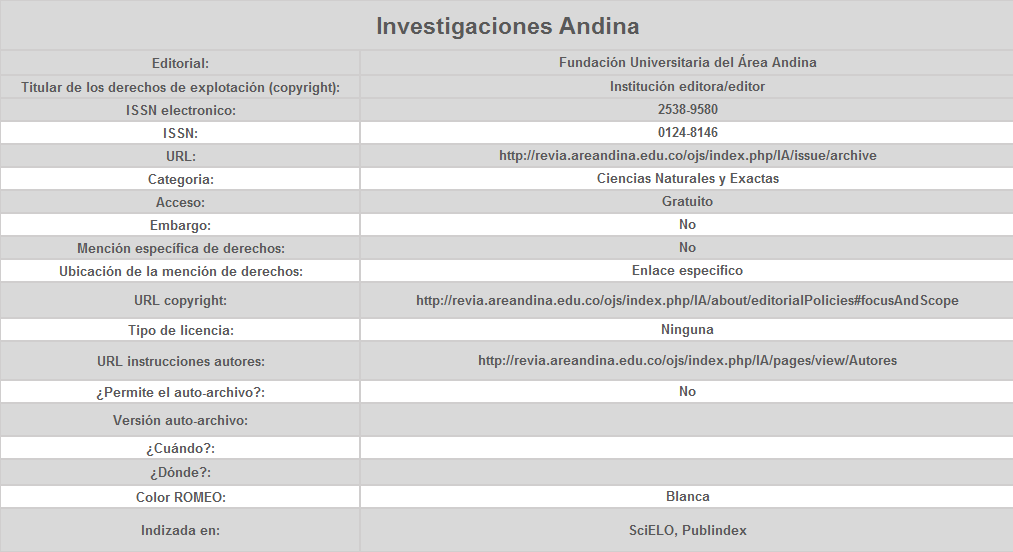 Investigaciones Andina
Editorial: Fundación Universitaria del Área Andina
Titular de los derechos de explotación (copyright): Institución editora/editor
ISSN electronico: 2538-9580
ISSN: 0124-8146
URL: http://revia.areandina.edu.co/ojs/index.php/IA/issue/archive
Categoria: Ciencias Naturales y Exactas
Acceso: Gratuito
Embargo: No
Mención específica de derechos: No
Ubicación de la mención de derechos: Enlace especifico
URL copyright: http://revia.areandina.edu.co/ojs/index.php/IA/about/editorialPolicies#focusAndScope
Tipo de licencia: Ninguna
URL instrucciones autores: http://revia.areandina.edu.co/ojs/index.php/IA/pages/view/Autores
¿Permite el auto-archivo?: No
Versión auto-archivo:
¿Cuándo?:
¿Dónde?:
Color ROMEO: Blanca
Indizada en: SciELO, Publindex